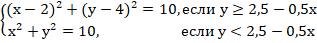 (x − 2)² + (y − 4)² = 10, если y ≥ 2,5 − 0,5x
x² + y² = 10, если y < 2,5 − 0,5x